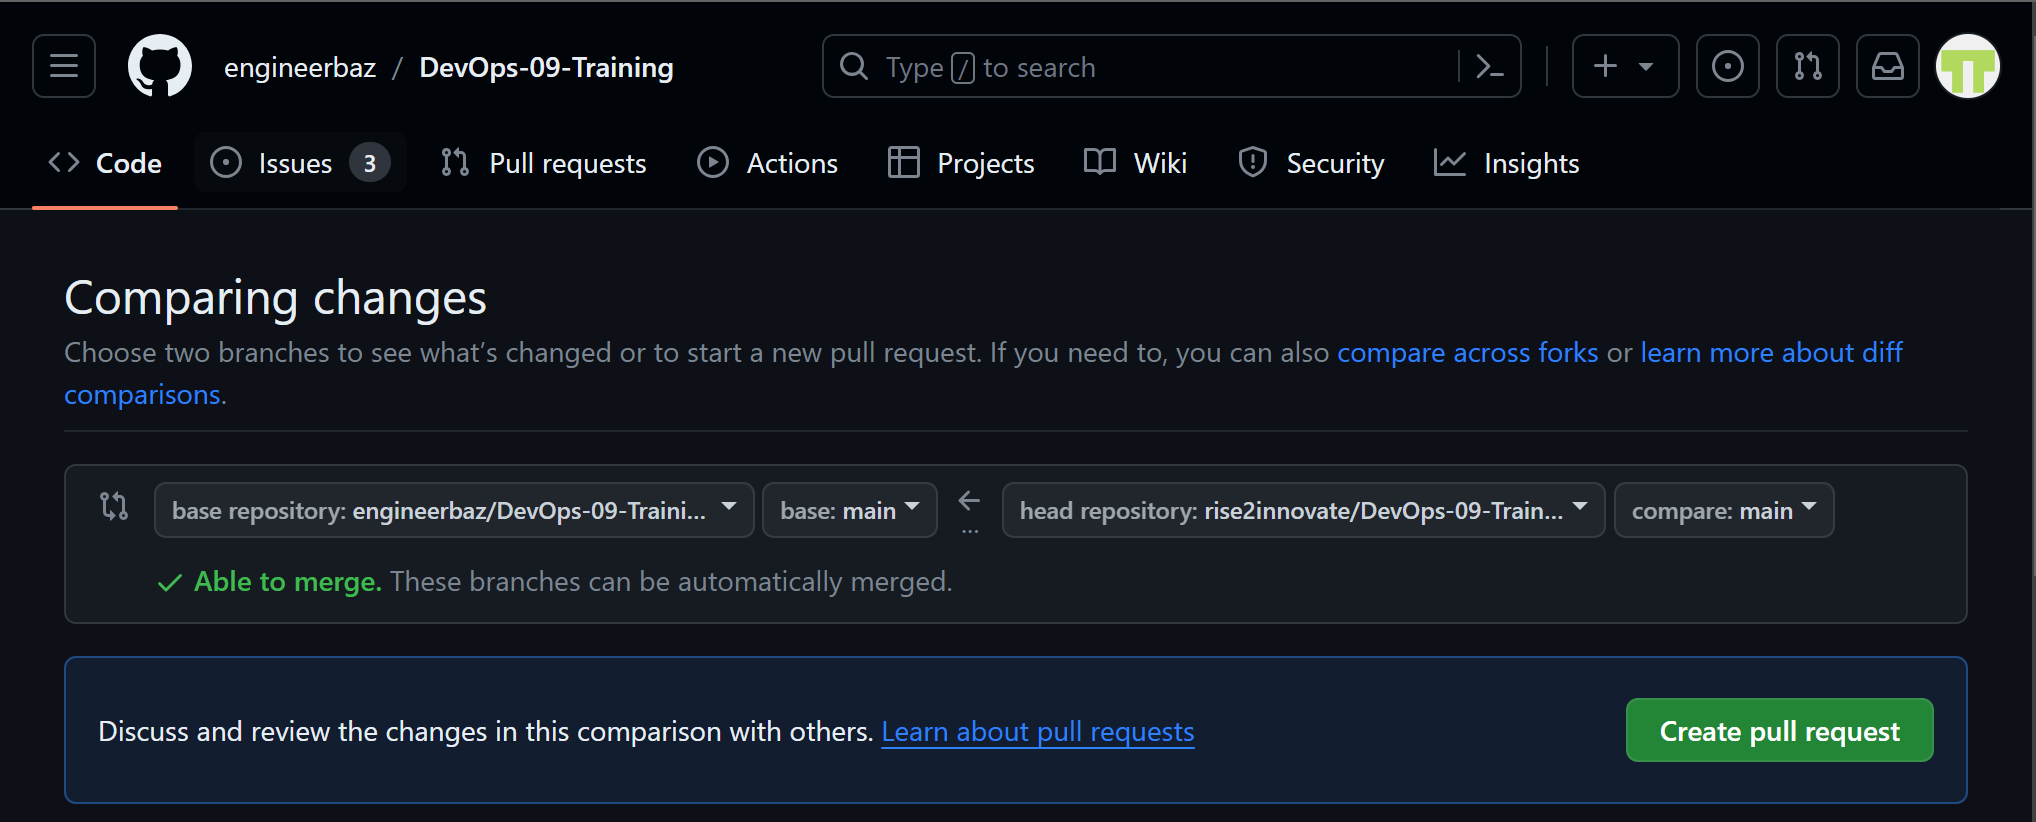 engineerbaz / DevOps-09-Training
Type / to search
Code
Issues 3
Pull requests
Actions
Projects
Wiki
Security
Insights
Comparing changes
Choose two branches to see what’s changed or to start a new pull request. If you need to, you can also compare across forks or learn more about diff
comparisons.
base repository: engineerbaz/DevOps-09-Traini...
base: main
...
head repository: rise2innovate/DevOps-09-Train...
compare: main
Able to merge. These branches can be automatically merged.
Discuss and review the changes in this comparison with others. Learn about pull requests
Create pull request